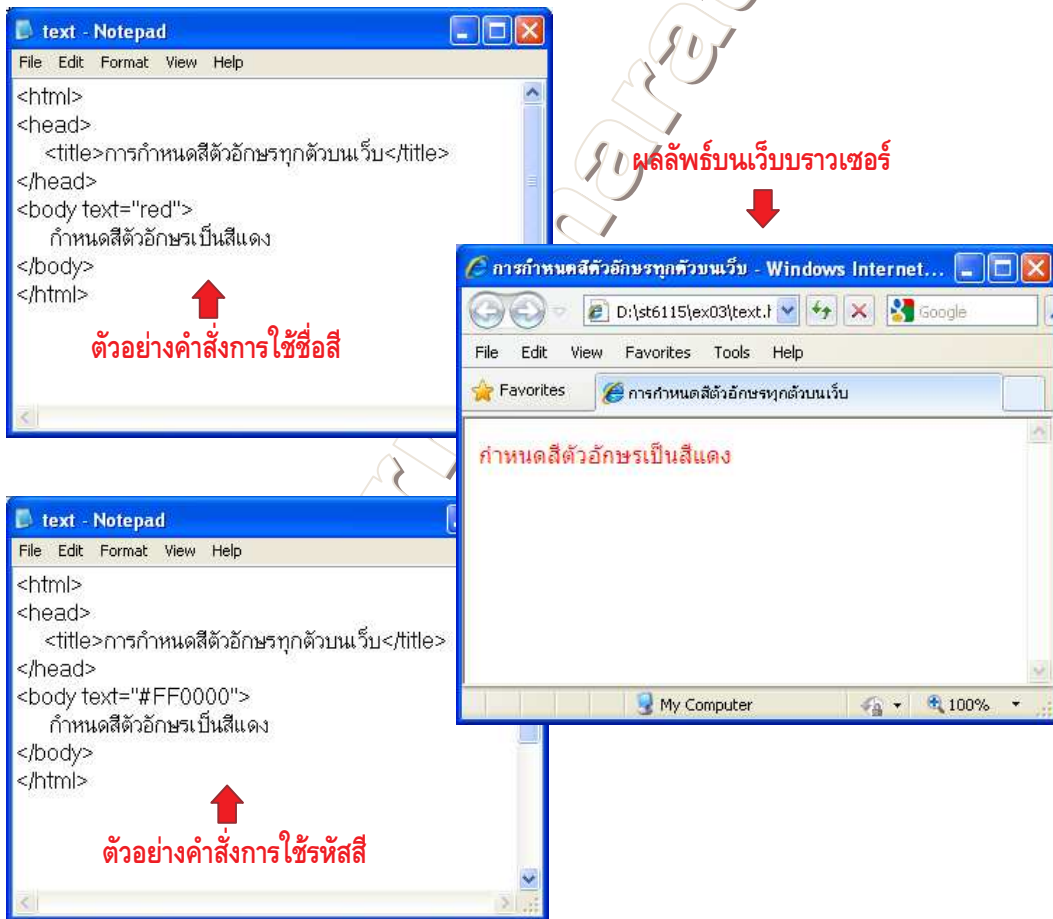 text - Notepad
File Edit Format View Help
<html>
<head>
<title>การกำหนดสีตัวอักษรทุกตัวบนเว็บ</title>
</head>
<body text="red">
กำหนดสีตัวอักษรเป็นสีแดง
</body>
</html>
ตัวอย่างคำสั่งการใช้ชื่อสี
ผลลัพธ์บนเว็บบราวเซอร์
การกำหนดสีตัวอักษรทุกตัวบนเว็บ - Windows Internet...
D:\st6115\ex03\text.h
Google
File Edit View Favorites Tools Help
Favorites
การกำหนดสีตัวอักษรทุกตัวบนเว็บ
กำหนดสีตัวอักษรเป็นสีแดง
My Computer
100%
text - Notepad
File Edit Format View Help
<html>
<head>
<title>การกำหนดสีตัวอักษรทุกตัวบนเว็บ</title>
</head>
<body text="#FF0000">
กำหนดสีตัวอักษรเป็นสีแดง
</body>
</html>
ตัวอย่างคำสั่งการใช้รหัสสี